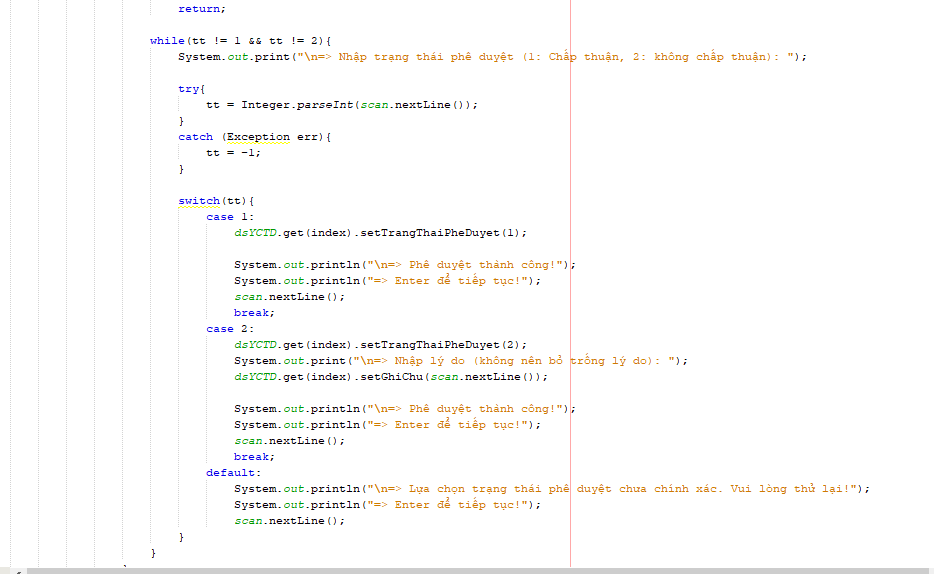 return;
while(tt != 1 && tt != 2){
System.out.print("\n=> Nhập trạng thái phê duyệt (1: Chấp thuận, 2: không chấp thuận): ");
try{
tt = Integer.parseInt(scan.nextLine());
}
catch (Exception err){
tt = -1;
}
switch(tt){
case 1:
dsYCTD.get(index).setTrangThaiPheDuyet(1);
System.out.println("\n=> Phê duyệt thành công!");
System.out.println("=> Enter để tiếp tục!");
scan.nextLine();
break;
case 2:
dsYCTD.get(index).setTrangThaiPheDuyet(2);
System.out.print("\n=> Nhập lý do (không nên bỏ trống lý do): ");
dsYCTD.get(index).setGhiChu(scan.nextLine());
System.out.println("\n=> Phê duyệt thành công!");
System.out.println("=> Enter để tiếp tục!");
scan.nextLine();
break;
default:
System.out.println("\n=> Lựa chọn trạng thái phê duyệt chưa chính xác. Vui lòng thử lại!");
System.out.println("=> Enter để tiếp tục!");
scan.nextLine();
}
}